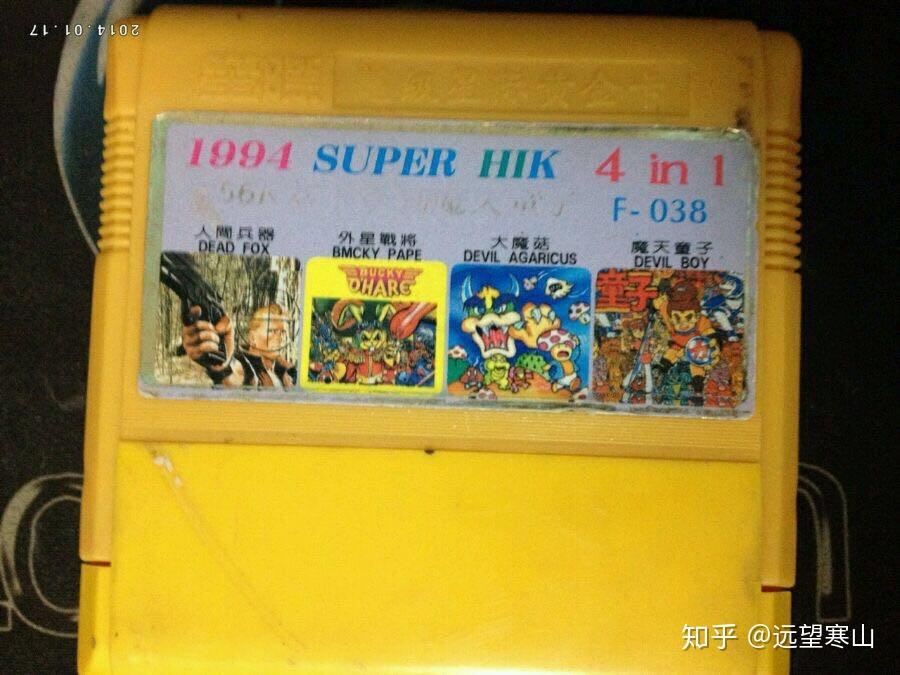 2014.01.17
1994 SUPER HIK 4 in 1
F-038
人間兵器
DEAD FOX
外星戰將
BMCKY PAPE
大魔菇
DEVIL AGARICUS
魔天童子
DEVIL BOY
BUCKY
O'HARE
童子
知乎 @远望寒山